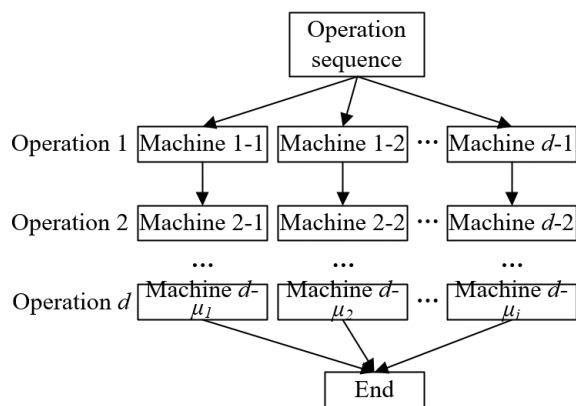 Operation
sequence
Operation 1 Machine 1-1 Machine 1-2 ... Machine d-1
Operation 2 Machine 2-1 Machine 2-2 ... Machine d-2
... ... ...
Operation d Machine d-μ1 Machine d-μ2 ... Machine d-μi
End